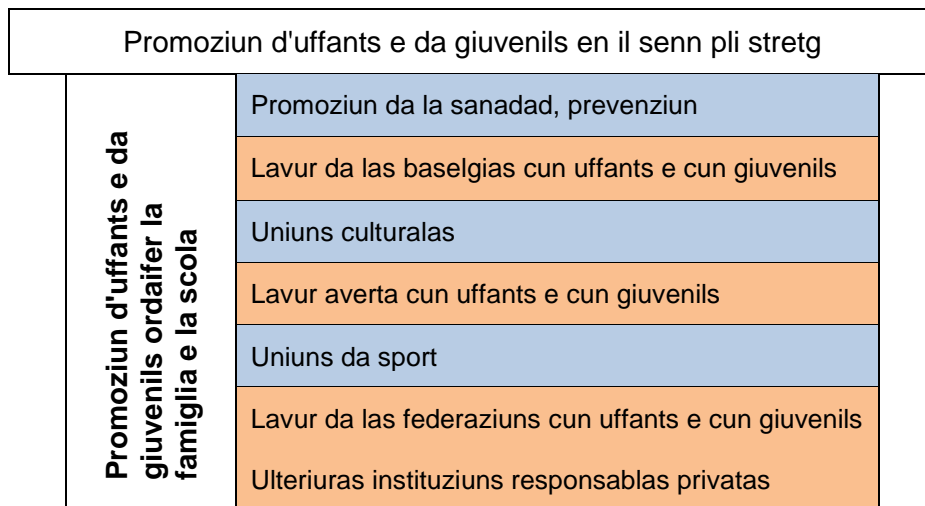 Promoziun d'uffants e da giuvenils en il senn pli stretg
Promoziun d'uffants e da
giuvenils ordaifer la
famiglia e la scola
Promoziun da la sanadad, prevenziun
Lavur da las baselgias cun uffants e cun giuvenils
Uniuns culturalas
Lavur averta cun uffants e cun giuvenils
Uniuns da sport
Lavur da las federaziuns cun uffants e cun giuvenils
Ulteriuras instituziuns responsablas privatas